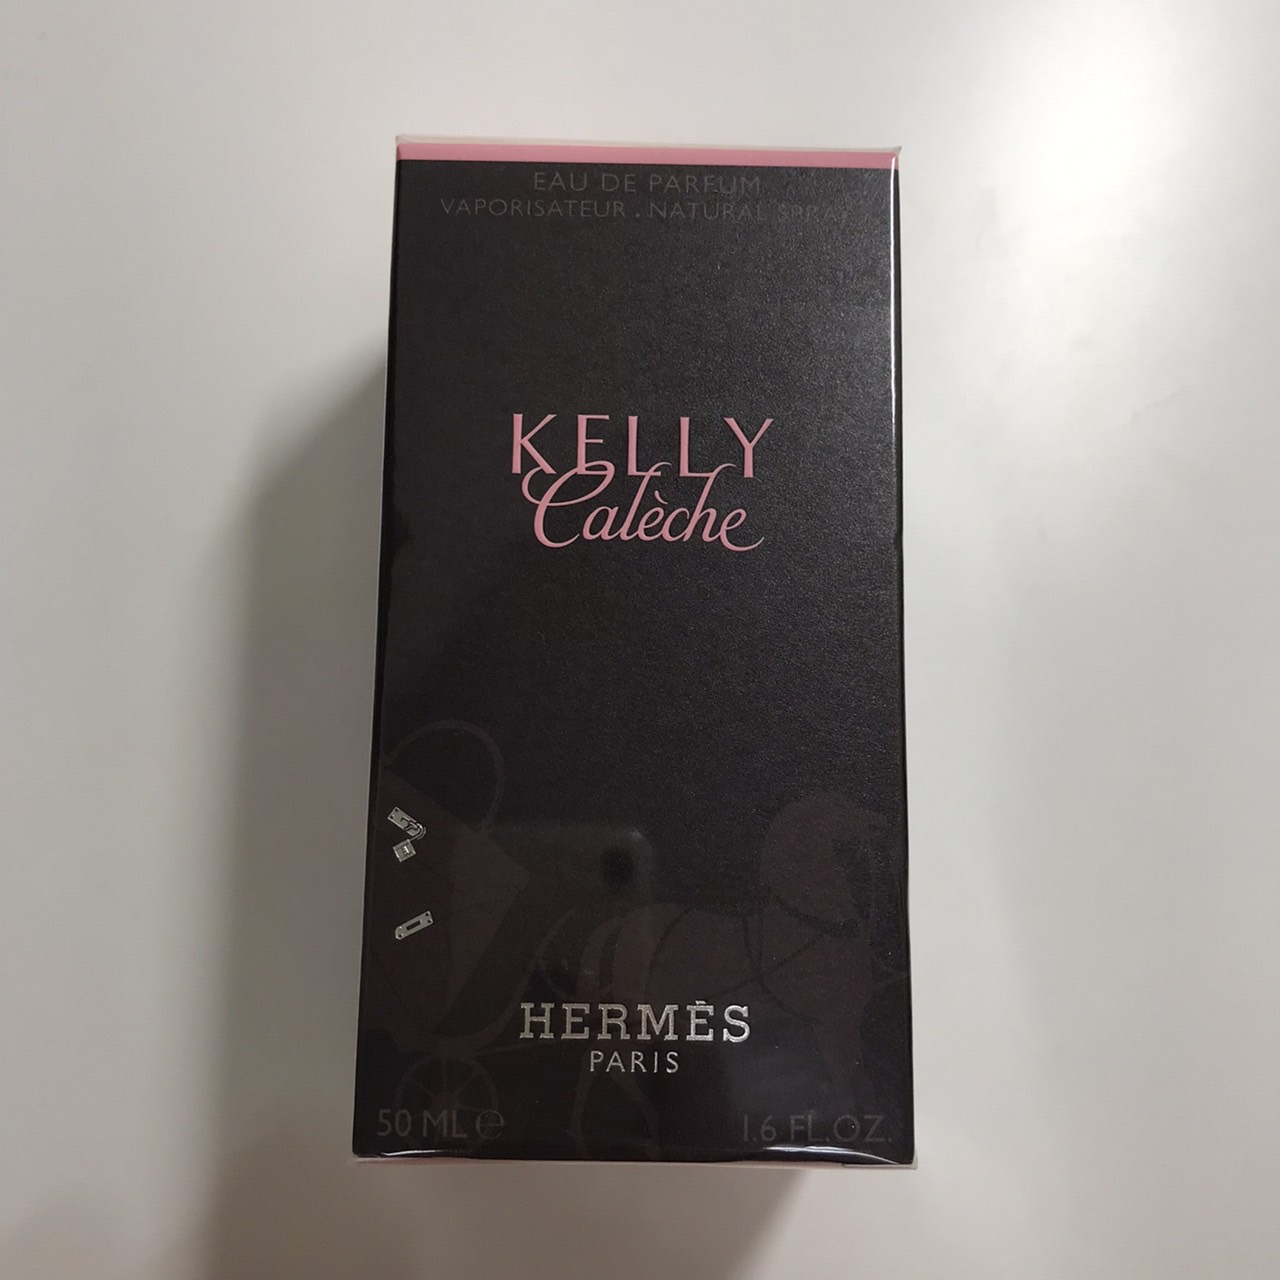 EAU DE PARFUM
VAPORISATEUR . NATURAL SPRAY
KELLY
Calèche
HERMÈS
PARIS
50 ML ℮
1.6 FL.OZ.